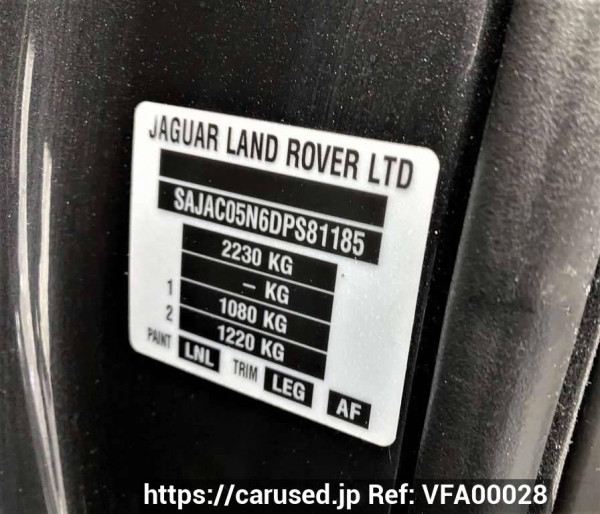 JAGUAR LAND ROVER LTD
SAJAC05N6DPS81185
2230 KG
1 – KG
2 1080 KG
1220 KG
PAINT LNL TRIM LEG AF
https://carused.jp Ref: VFA00028